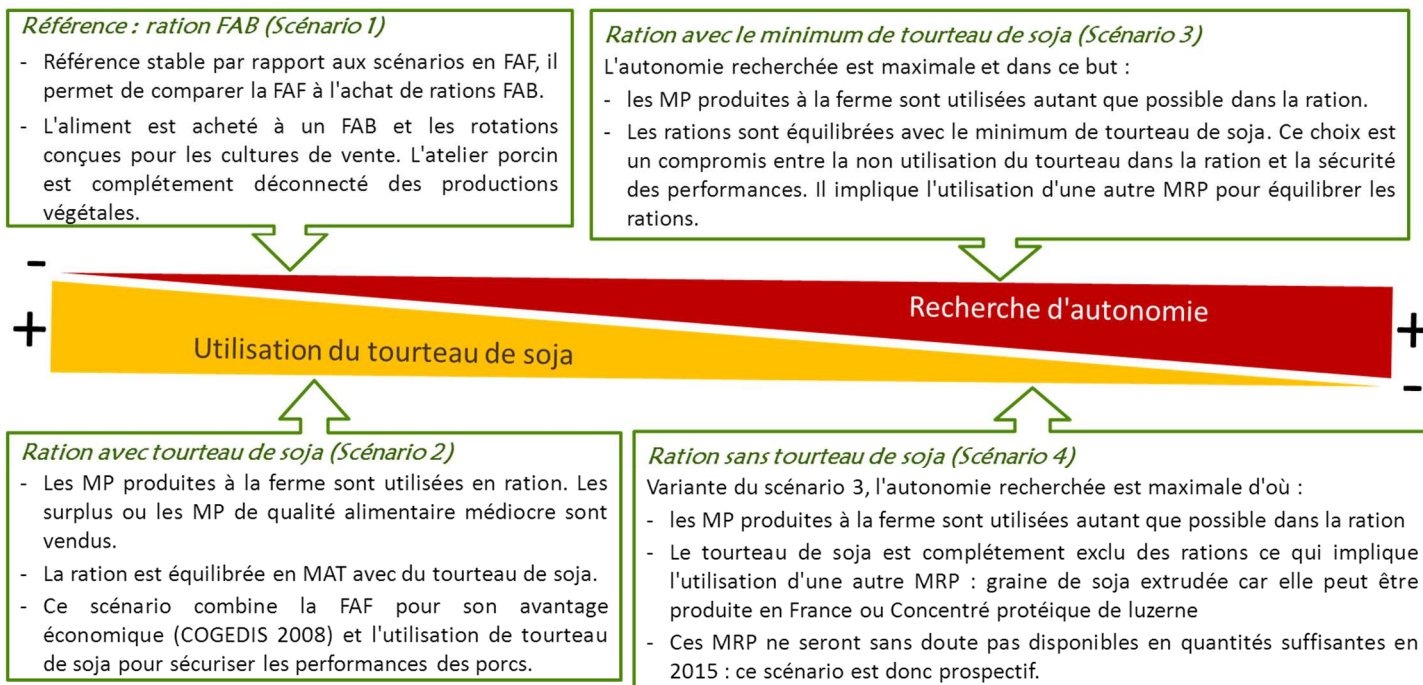 Référence : ration FAB (Scénario 1)
- Référence stable par rapport aux scénarios en FAF, il
permet de comparer la FAF à l'achat de rations FAB.
- L'aliment est acheté à un FAB et les rotations
conçues pour les cultures de vente. L'atelier porcin
est complétement déconnecté des productions
végétales.
Ration avec le minimum de tourteau de soja (Scénario 3)
L'autonomie recherchée est maximale et dans ce but :
- les MP produites à la ferme sont utilisées autant que possible dans la ration.
- Les rations sont équilibrées avec le minimum de tourteau de soja. Ce choix est
un compromis entre la non utilisation du tourteau dans la ration et la sécurité
des performances. Il implique l'utilisation d'une autre MRP pour équilibrer les
rations.
-
+
Recherche d'autonomie
Utilisation du tourteau de soja
+
-
Ration avec tourteau de soja (Scénario 2)
- Les MP produites à la ferme sont utilisées en ration. Les
surplus ou les MP de qualité alimentaire médiocre sont
vendus.
- La ration est équilibrée en MAT avec du tourteau de soja.
- Ce scénario combine la FAF pour son avantage
économique (COGEDIS 2008) et l'utilisation de tourteau
de soja pour sécuriser les performances des porcs.
Ration sans tourteau de soja (Scénario 4)
Variante du scénario 3, l'autonomie recherchée est maximale d'où :
- les MP produites à la ferme sont utilisées autant que possible dans la ration
- Le tourteau de soja est complétement exclu des rations ce qui implique
l'utilisation d'une autre MRP : graine de soja extrudée car elle peut être
produite en France ou Concentré protéique de luzerne
- Ces MRP ne seront sans doute pas disponibles en quantités suffisantes en
2015 : ce scénario est donc prospectif.